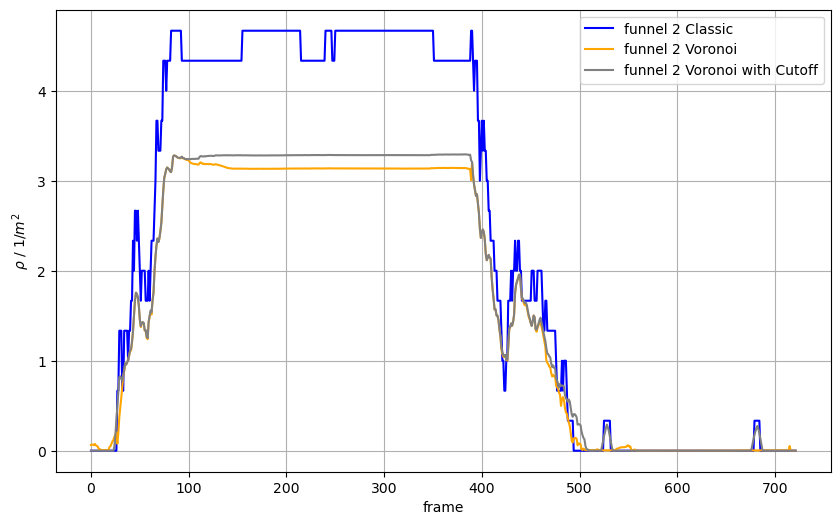 funnel 2 Classic
funnel 2 Voronoi
funnel 2 Voronoi with Cutoff
ρ / 1/m²
4
3
2
1
0
0 100 200 300 400 500 600 700
frame